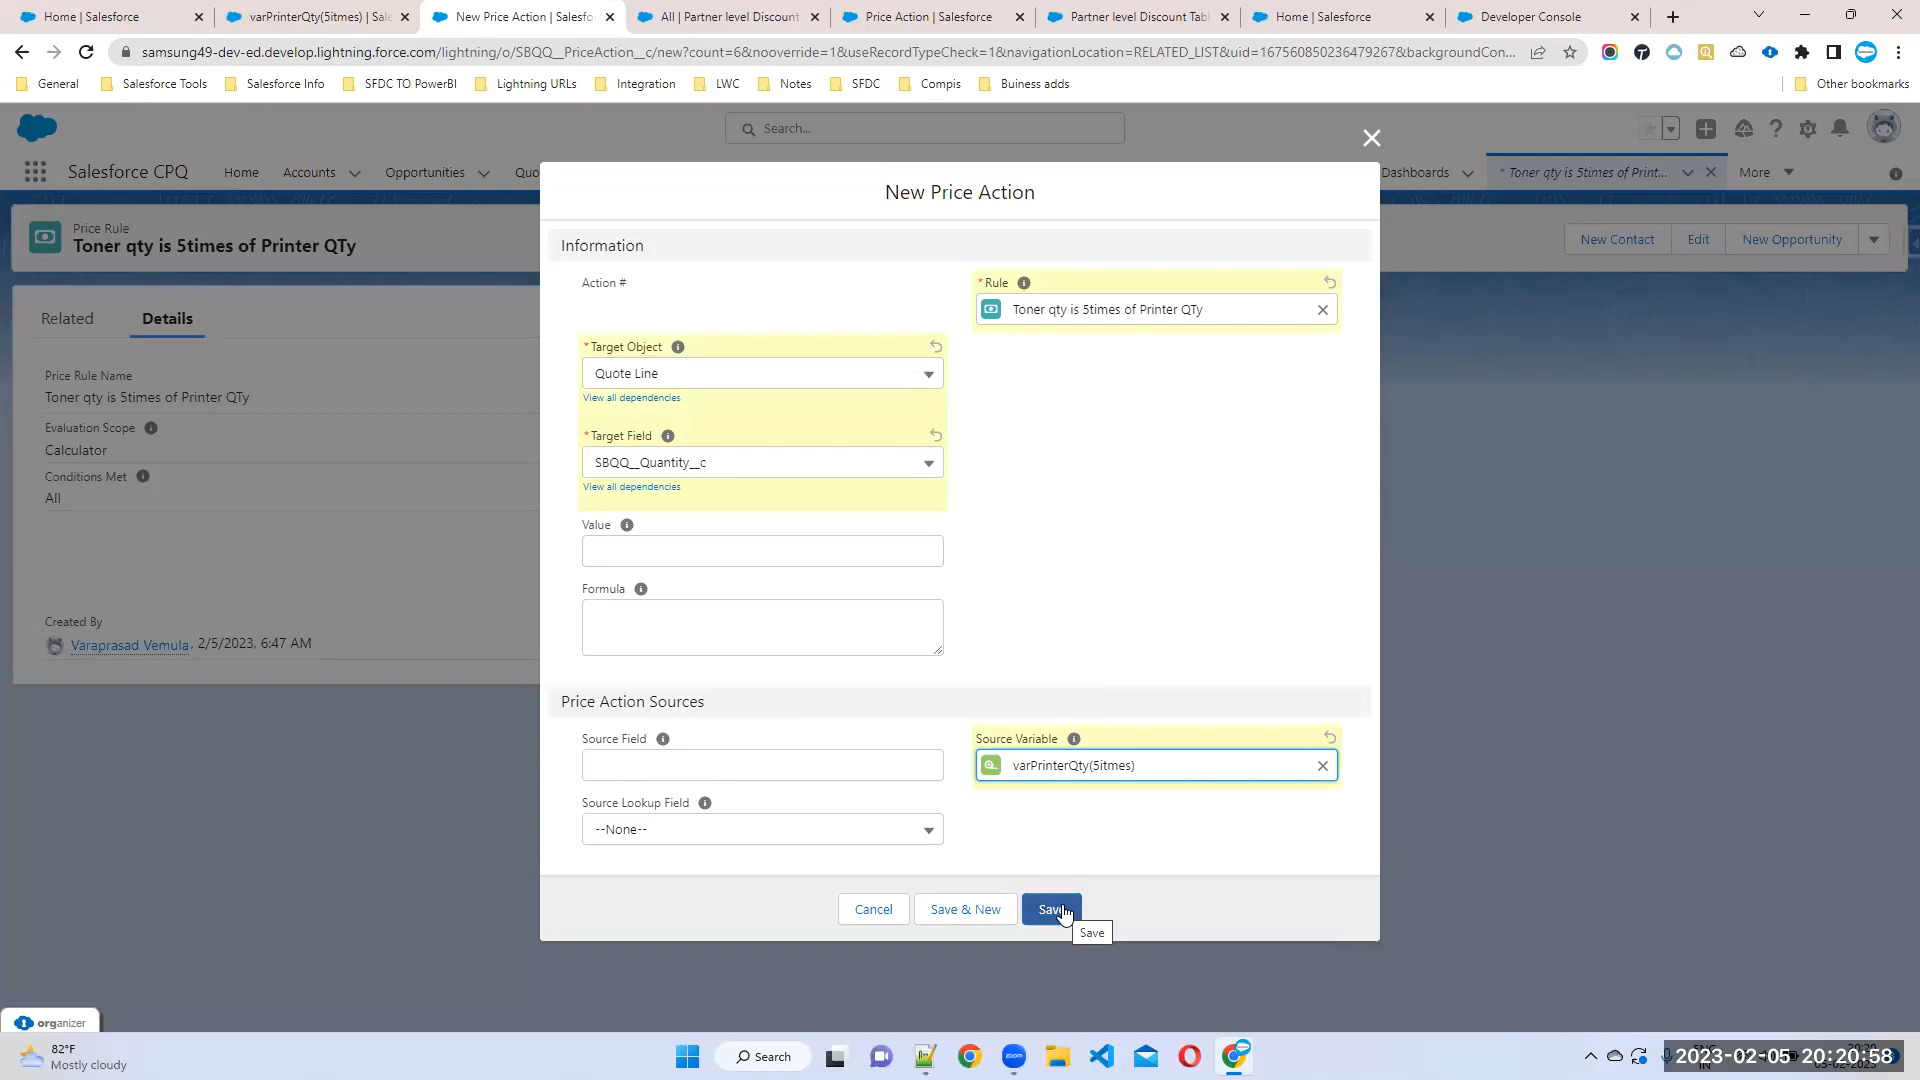 Home | Salesforce
varPrinterQty(5itmes) | Sale
New Price Action | Salesfo
All | Partner level Discount
Price Action | Salesforce
Partner level Discount Tabl
Home | Salesforce
Developer Console
samsung49-dev-ed.develop.lightning.force.com/lightning/o/SBQQ__PriceAction__c/new?count=6&nooverride=1&useRecordTypeCheck=1&navigationLocation=RELATED_LIST&uid=167560850236479267&backgroundCon...
General
Salesforce Tools
Salesforce Info
SFDC TO PowerBI
Lightning URLs
Integration
LWC
Notes
SFDC
Compis
Buiness adds
Other bookmarks
Search...
Salesforce CPQ
Home
Accounts
Opportunities
Quo
Dashboards
* Toner qty is 5times of Print...
More
Price Rule
Toner qty is 5times of Printer QTy
New Contact
Edit
New Opportunity
Related
Details
Price Rule Name
Toner qty is 5times of Printer QTy
Evaluation Scope
Calculator
Conditions Met
All
Created By
Varaprasad Vemula, 2/5/2023, 6:47 AM
New Price Action
Information
Action #
*Rule
Toner qty is 5times of Printer QTy
*Target Object
Quote Line
View all dependencies
*Target Field
SBQQ__Quantity__c
View all dependencies
Value
Formula
Price Action Sources
Source Field
Source Variable
varPrinterQty(5itmes)
Source Lookup Field
--None--
Cancel
Save & New
Save
Save
organizer
82°F
Mostly cloudy
Search
zoom
2023-02-05 20:20:58